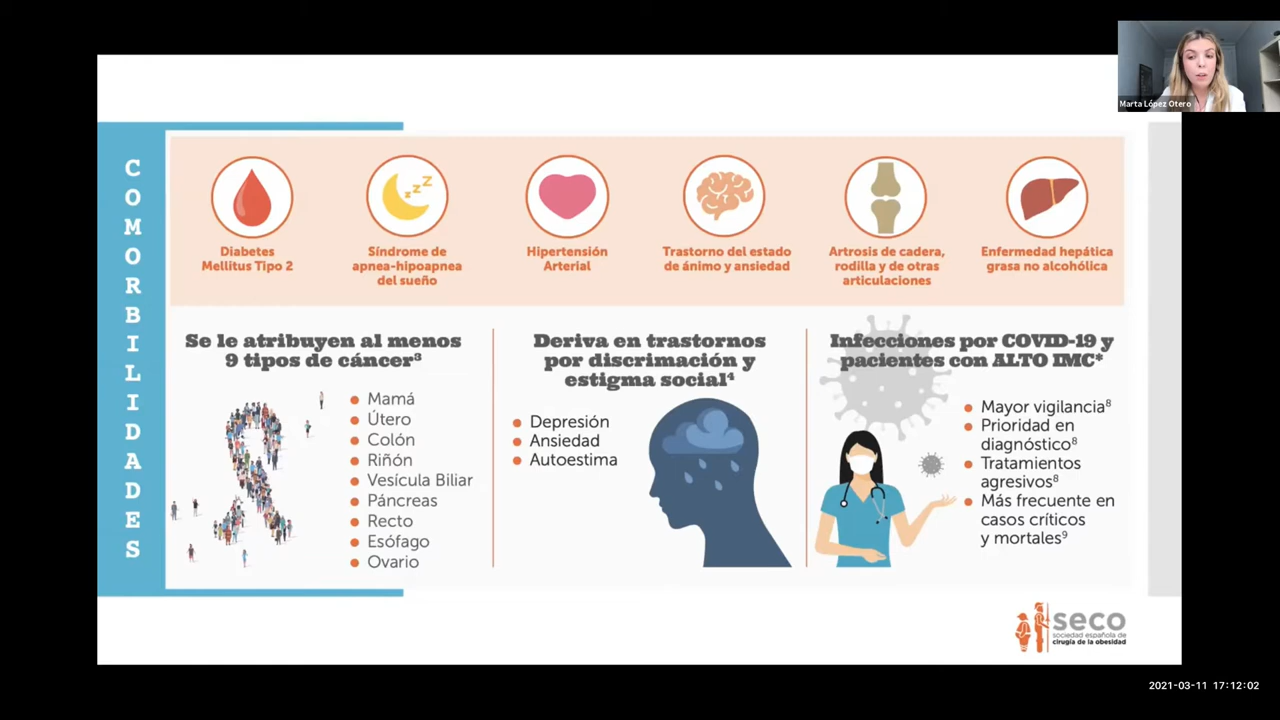 Marta López Otero
COMORBILIDADES
Diabetes
Mellitus Tipo 2
Síndrome de
apnea-hipoapnea
del sueño
Hipertensión
Arterial
Trastorno del estado
de ánimo y ansiedad
Artrosis de cadera,
rodilla y de otras
articulaciones
Enfermedad hepática
grasa no alcohólica
Se le atribuyen al menos
9 tipos de cáncer³
Mamá
Útero
Colón
Riñón
Vesícula Biliar
Páncreas
Recto
Esófago
Ovario
Deriva en trastornos
por discrimación y
estigma social⁴
Depresión
Ansiedad
Autoestima
Infecciones por COVID-19 y
pacientes con ALTO IMC*
Mayor vigilancia⁸
Prioridad en
diagnóstico⁸
Tratamientos
agresivos⁸
Más frecuente en
casos críticos
y mortales⁹
seco
sociedad española de
cirugía de la obesidad
2021-03-11 17:12:02